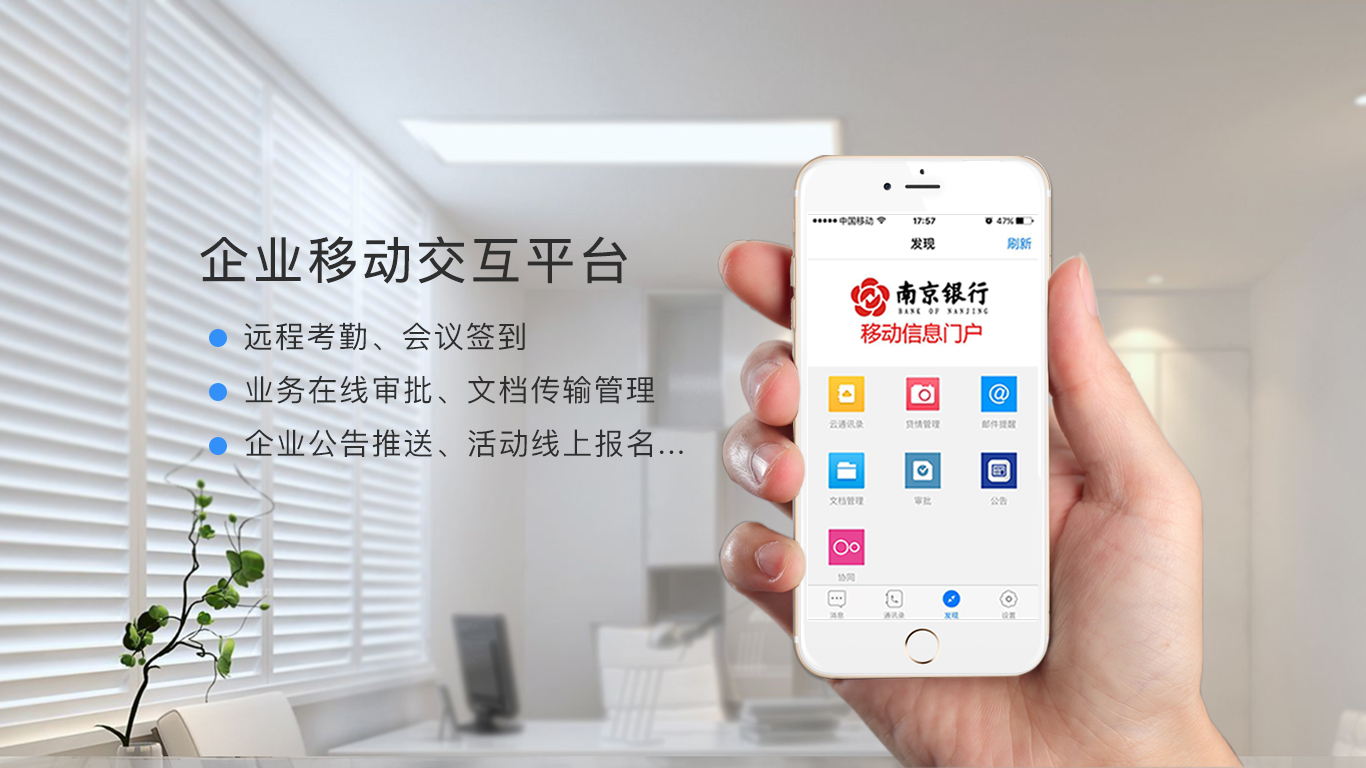 企业移动交互平台
远程考勤、会议签到
业务在线审批、文档传输管理
企业公告推送、活动线上报名...
中国移动 17:57 47%
发现 刷新
南京银行
BANK OF NANJING
移动信息门户
云通讯录 贷情管理 邮件提醒
文档管理 审批 公告
协同
消息 通讯录 发现 设置